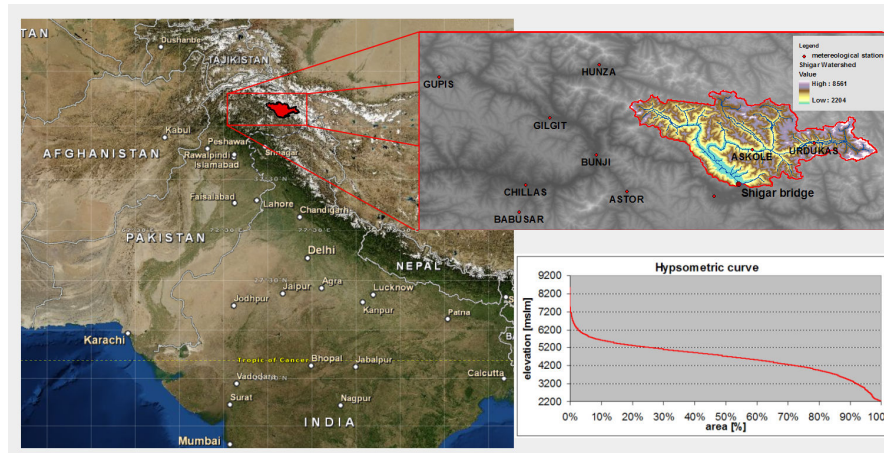 TAN
Dushanbe
TAJIKISTAN
Kabul
Peshawar
Rawalpindi
Islamabad
Srinagar
AFGHANISTAN
Faisalabad
Lahore
Chandigarh
PAKISTAN
Delhi
NEPAL
Jaipur
Agra
Lucknow
Jodhpur
Kanpur
Patna
Karachi
Tropic of Cancer
Bhopal
Jabalpur
Calcutta
Vadodara
Surat
Nagpur
INDIA
Mumbai
Legend
metereological stations
Shigar Watershed
Value
High : 8561
Low : 2204
GUPIS
HUNZA
GILGIT
BUNJI
ASKOLE
URDUKAS
CHILLAS
ASTOR
Shigar bridge
BABUSAR
Hypsometric curve
elevation [mslm]
9200
8200
7200
6200
5200
4200
3200
2200
0% 10% 20% 30% 40% 50% 60% 70% 80% 90% 100
area [%]